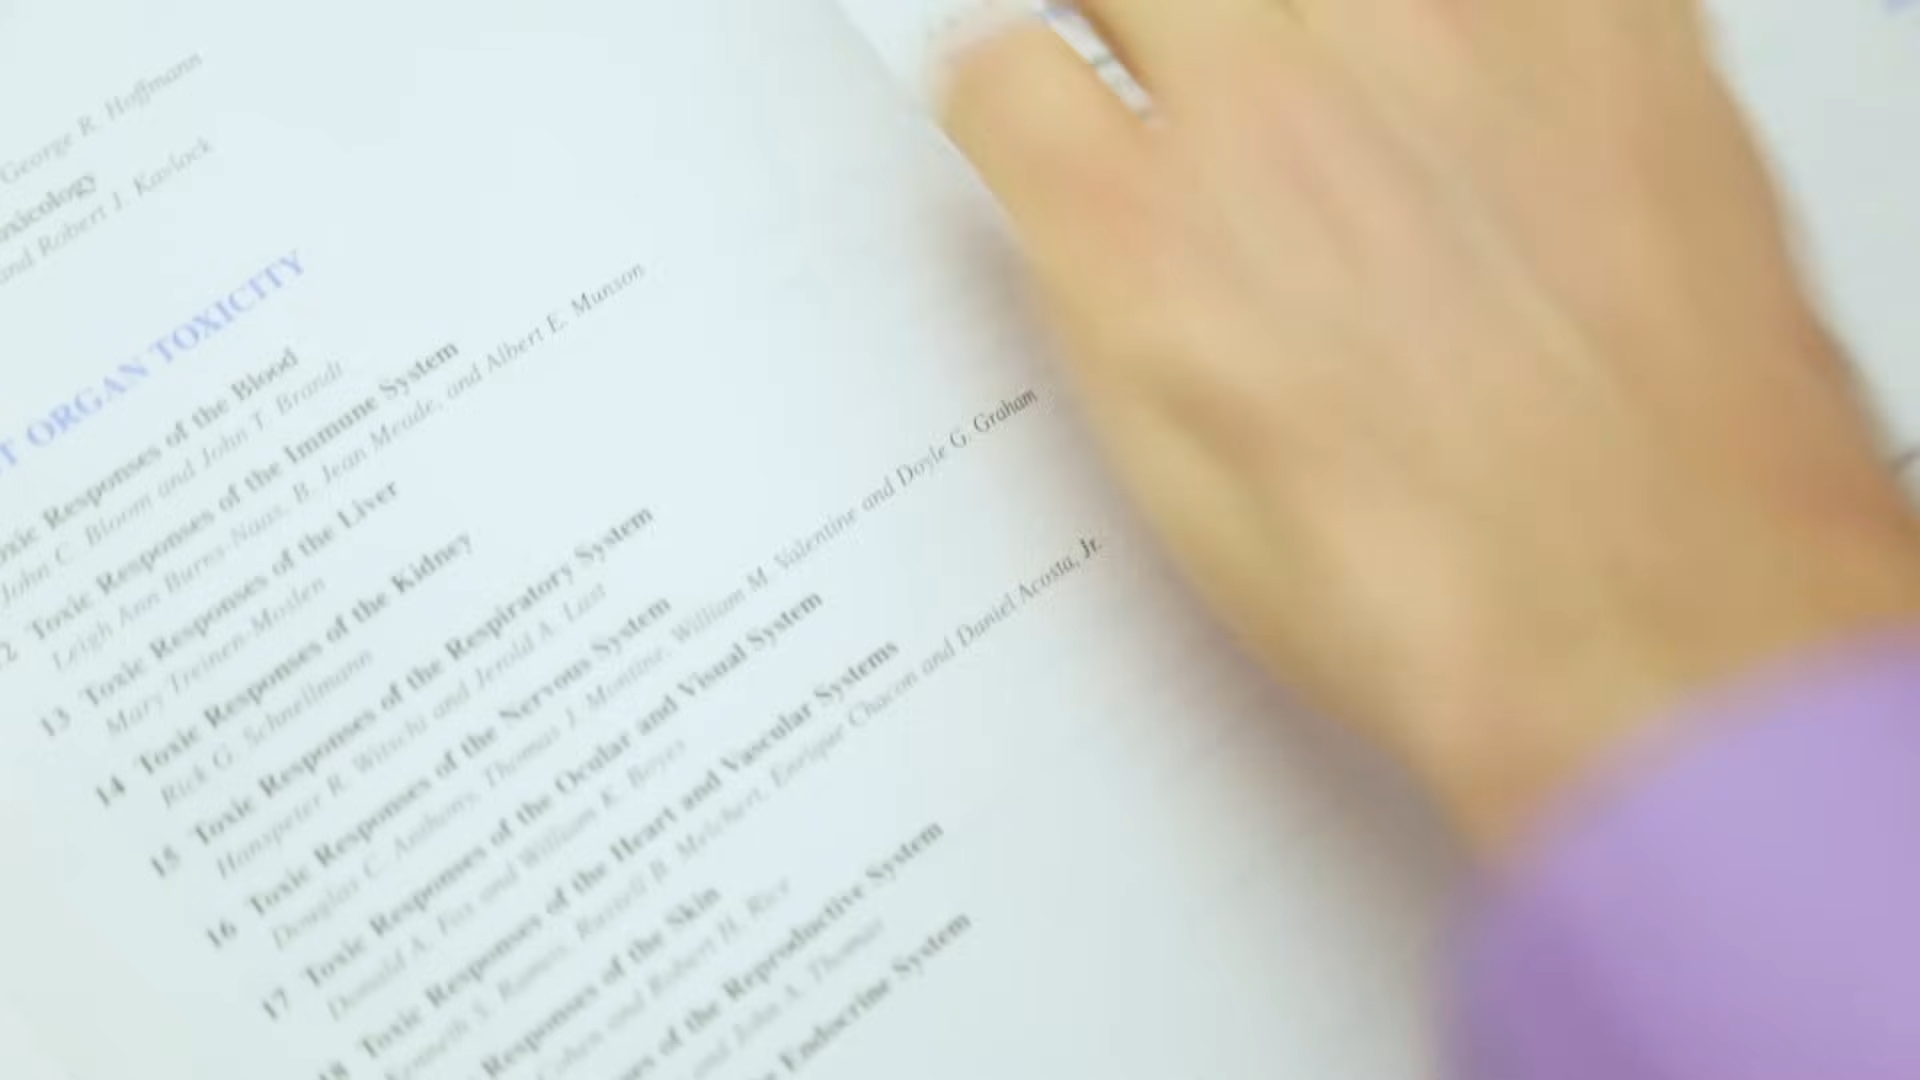 George R. Hoffmann
and Robert J. Kavlock
ORGAN TOXICITY
Responses of the Blood
John C. Bloom and John T. Brandt
Toxic Responses of the Immune System
Leigh Ann Burns-Naas, B. Jean Meade, and Albert E. Munson
13 Toxic Responses of the Liver
Mary Treinen-Moslen
14 Toxic Responses of the Kidney
Rick G. Schnellmann
15 Toxic Responses of the Respiratory System
Hanspeter R. Witschi and Jerold A. Last
16 Toxic Responses of the Nervous System
Douglas C. Anthony, Thomas J. Montine, William M. Valentine and Doyle G. Graham
17 Toxic Responses of the Ocular and Visual System
Donald A. Fox and William K. Boyes
18 Toxic Responses of the Heart and Vascular Systems
Kenneth S. Ramos, Russell B. Melchert, Enrique Chacon and Daniel Acosta, Jr.
Responses of the Skin
Cohen and Robert H. Rice
of the Reproductive System
and John A. Thomas
Endocrine System